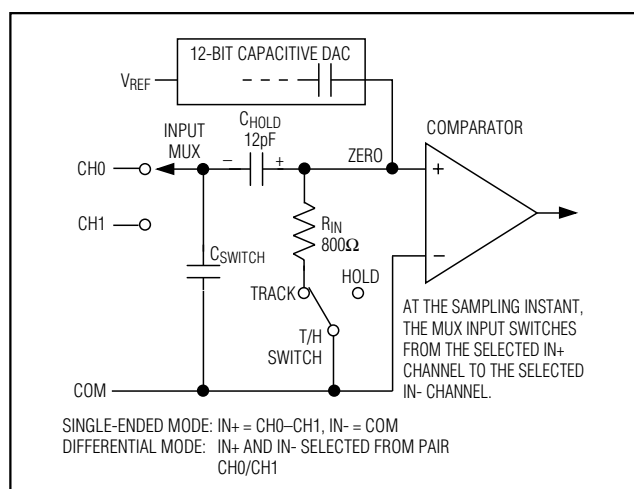 12-BIT CAPACITIVE DAC
VREF
CHOLD
12pF
INPUT
MUX
− +
ZERO
COMPARATOR
CH0
CH1
+
−
RIN
800Ω
CSWITCH
TRACK
HOLD
T/H
SWITCH
COM
AT THE SAMPLING INSTANT,
THE MUX INPUT SWITCHES
FROM THE SELECTED IN+
CHANNEL TO THE SELECTED
IN- CHANNEL.
SINGLE-ENDED MODE: IN+ = CH0–CH1, IN- = COM
DIFFERENTIAL MODE: IN+ AND IN- SELECTED FROM PAIR
CH0/CH1